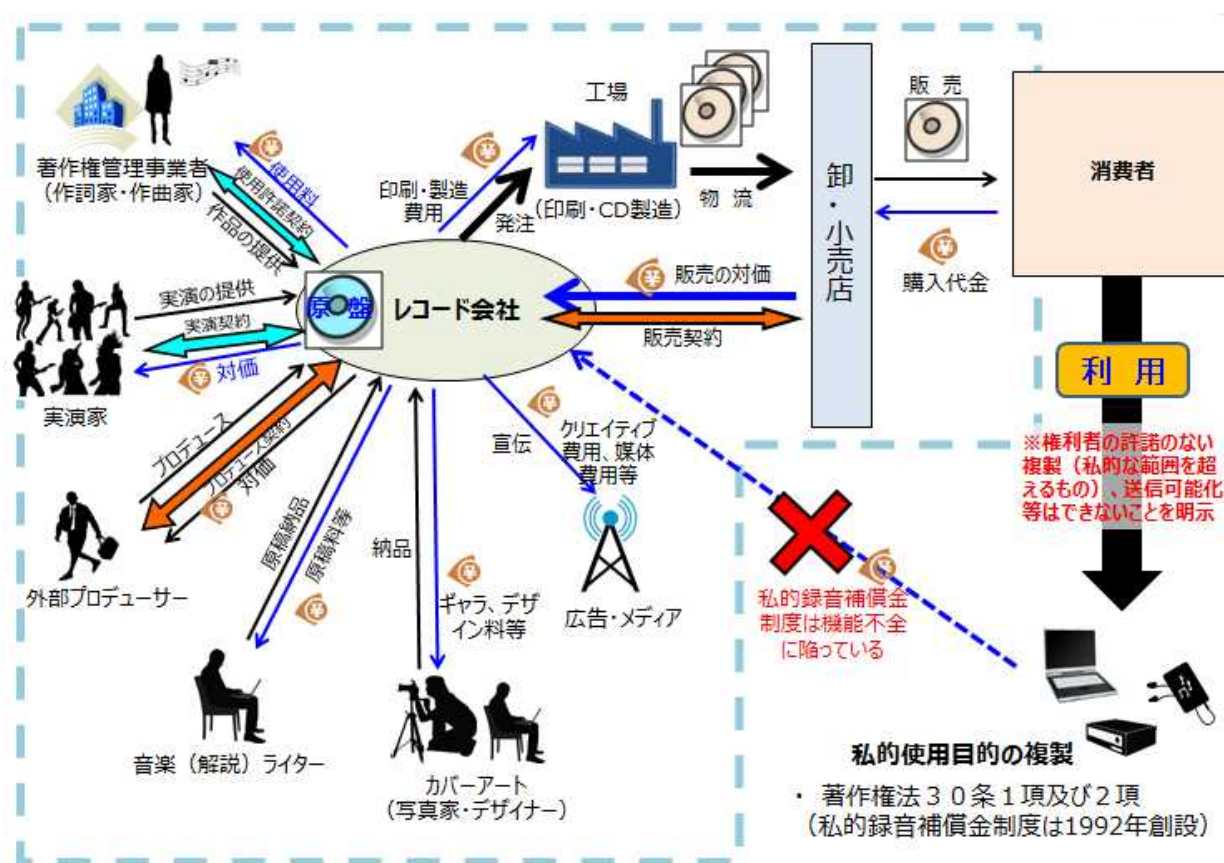 著作権管理事業者
（作詞家・作曲家）
使用料
使用許諾契約
作品の提供
印刷・製造
費用
発注
工場
（印刷・CD製造）
物 流
卸・小売店
販 売
購入代金
消費者
実演の提供
実演契約
対価
実演家
原 盤
レコード会社
販売の対価
販売契約
利 用
※権利者の許諾のない
複製（私的な範囲を超
えるもの）、送信可能化
等はできないことを明示
プロデュース
プロデュース契約
対価
外部プロデューサー
原稿納品
原稿料等
音楽（解説）ライター
納品
ギャラ、デザ
イン料等
カバーアート
（写真家・デザイナー）
宣伝
クリエイティブ
費用、媒体
費用等
広告・メディア
私的録音補償金
制度は機能不全
に陥っている
私的使用目的の複製
・ 著作権法３０条１項及び２項
（私的録音補償金制度は1992年創設）